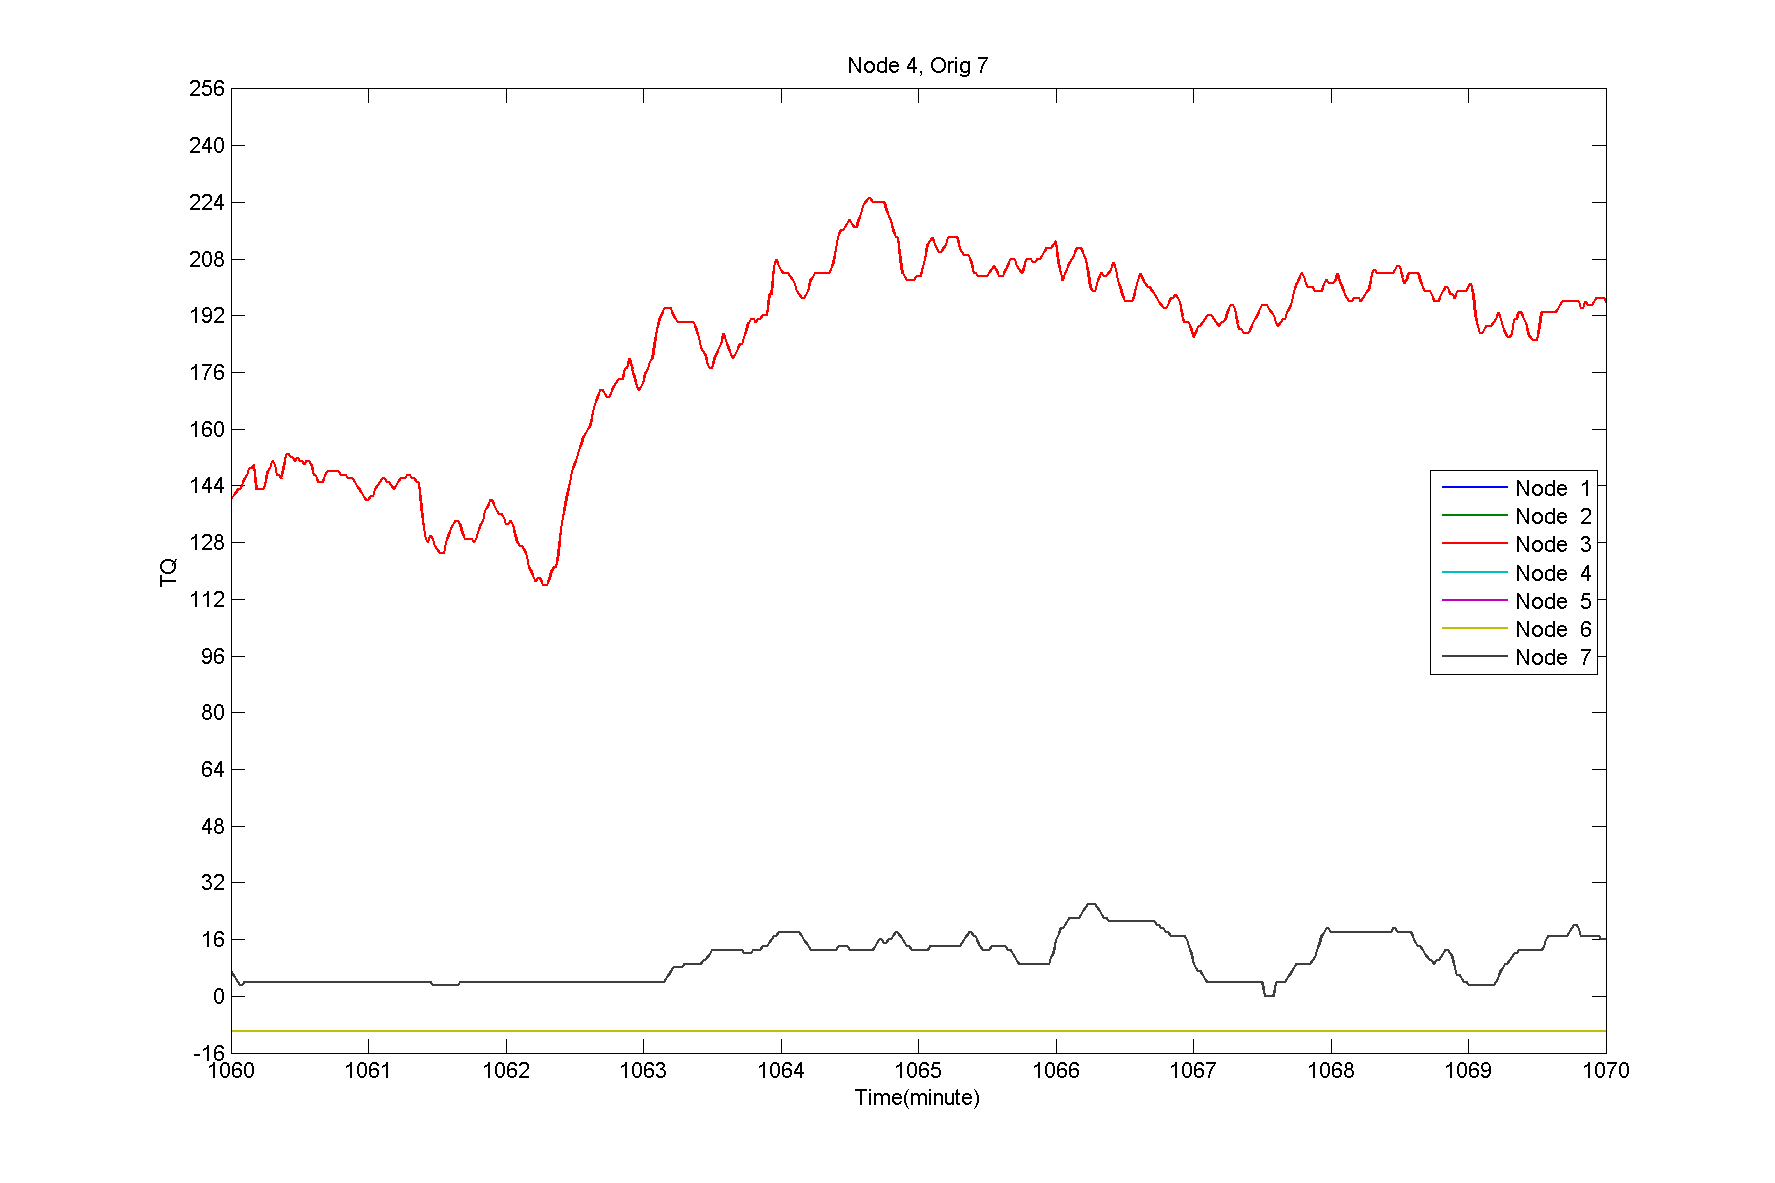 Node 4, Orig 7
256
240
224
208
192
176
160
144
128
112
96
80
64
48
32
16
0
-16
TQ
Node 1
Node 2
Node 3
Node 4
Node 5
Node 6
Node 7
1060 1061 1062 1063 1064 1065 1066 1067 1068 1069 1070
Time(minute)